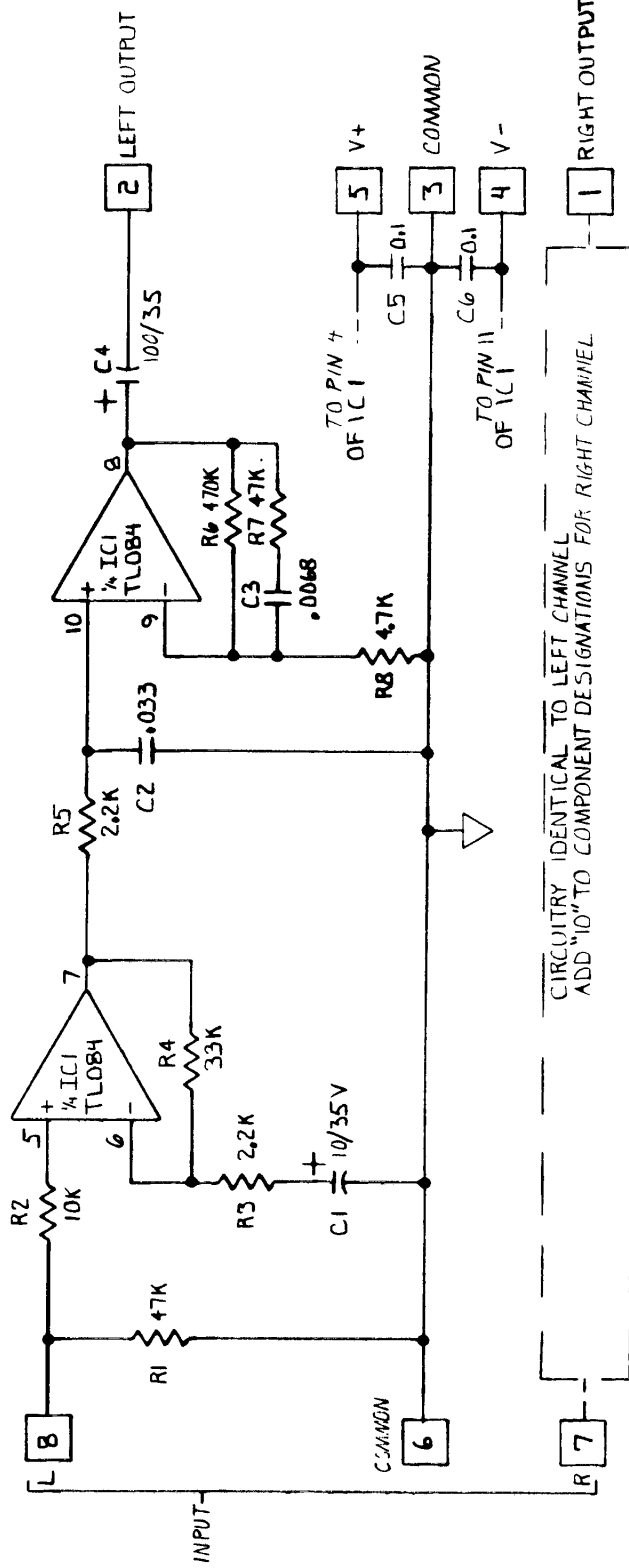 INPUT
L
8
R1
47K
R2
10K
5
+
6
-
¼ IC1
TL084
7
R4
33K
R3
2.2K
+
C1
10/35V
R5
2.2K
C2
.033
10
+
9
-
¼ IC1
TL084
8
R6 470K
R7 47K
C3
.0068
R8
4.7K
+
C4
100/35
2
LEFT OUTPUT
TO PIN 4
OF IC1
5
V+
C5
0.1
3
COMMON
C6
0.1
TO PIN 11
OF IC1
4
V-
COMMON
6
R
7
CIRCUITRY IDENTICAL TO LEFT CHANNEL
ADD "10" TO COMPONENT DESIGNATIONS FOR RIGHT CHANNEL
1
RIGHT OUTPUT